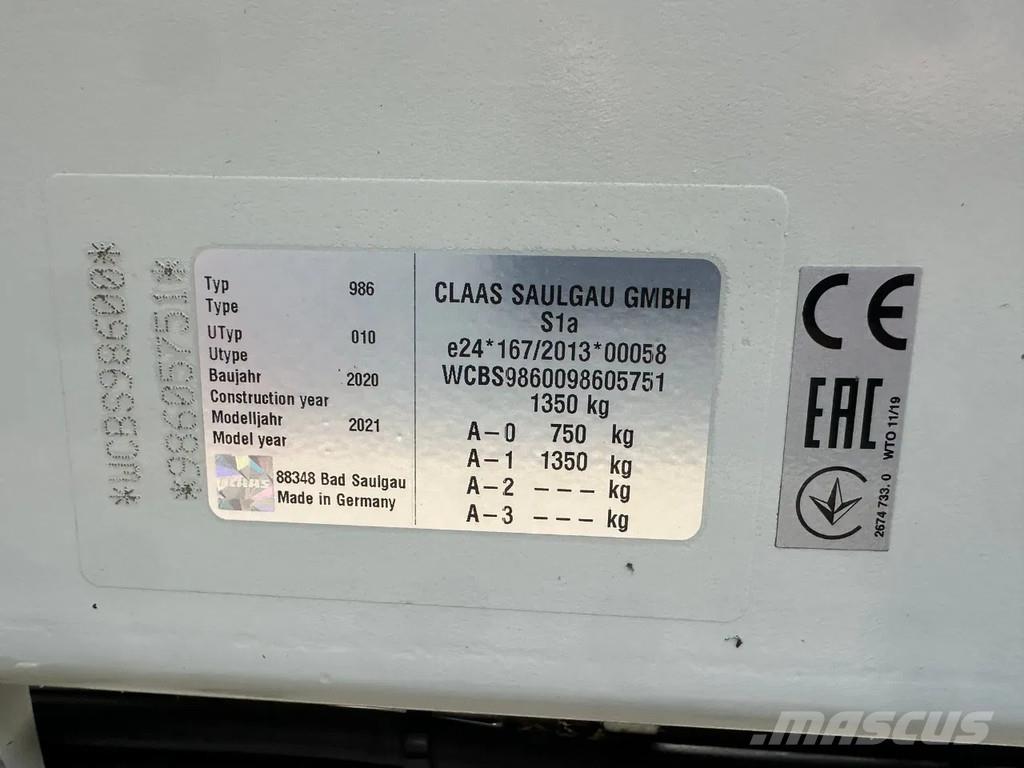 *WCBS98600*
*98605751*
Typ 986
Type
UTyp 010
Utype
Baujahr 2020
Construction year
Modelljahr 2021
Model year
CLAAS
88348 Bad Saulgau
Made in Germany
CLAAS SAULGAU GMBH
S1a
e24*167/2013*00058
WCBS9860098605751
1350 kg
A-0 750 kg
A-1 1350 kg
A-2 --- kg
A-3 --- kg
CE
EAC
WTO 11/19
2674 733. 0
MASCUS